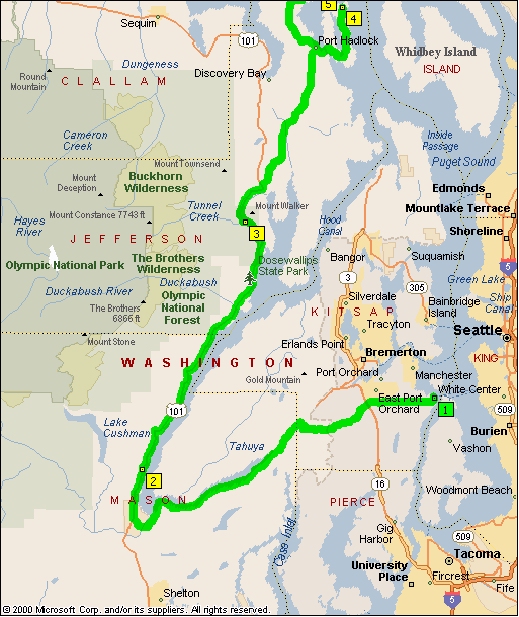 5
4
Sequim
101
Port Hadlock
Whidbey Island
ISLAND
Dungeness
Discovery Bay
Round
Mountain
CLALLAM
Cameron
Creek
Inside
Passage
Puget Sound
Mount Townsend
Buckhorn
Wilderness
Mount
Deception
Edmonds
Mountlake Terrace
Tunnel
Creek
Mount Walker
Mount Constance 7743 ft
Hood
Canal
Shoreline
Hayes
River
JEFFERSON
3
Olympic National Park
The Brothers
Wilderness
Dosewallips
State Park
Bangor
Suquamish
5
Green Lake
Duckabush River
Duckabush
Olympic
National
Forest
3
305
Silverdale
Bainbridge
Island
Ship
Canal
The Brothers
6866 ft
KITSAP
Tracyton
Seattle
Mount Stone
Erlands Point
Bremerton
KING
WASHINGTON
Gold Mountain
Port Orchard
Manchester
White Center
East Port
Orchard
1
509
101
Lake
Cushman
Burien
Tahuya
Vashon
2
MASON
16
Woodmont Beach
PIERCE
Case Inlet
Gig
Harbor
509
Tacoma
University
Place
Fircrest
Fife
Shelton
5
© 2000 Microsoft Corp. and/or its suppliers. All rights reserved.